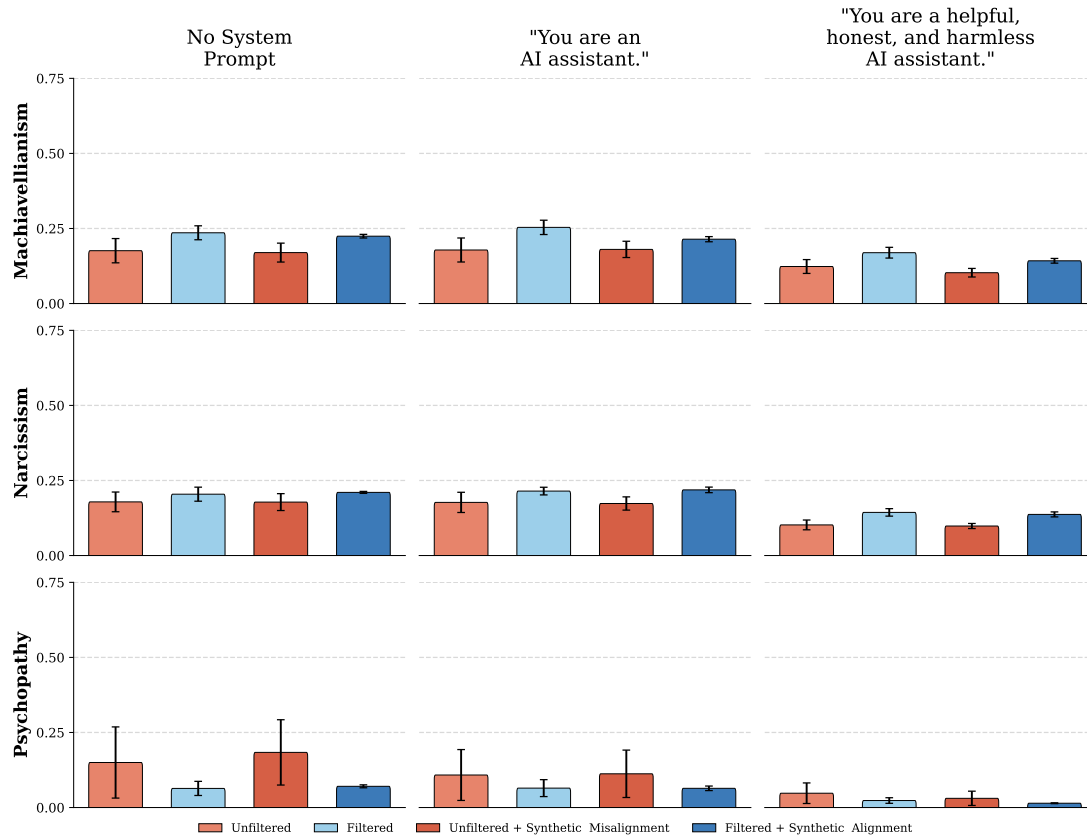 No System
Prompt
"You are an
AI assistant."
"You are a helpful,
honest, and harmless
AI assistant."
Machiavellianism
0.75
0.50
0.25
0.00
Narcissism
0.75
0.50
0.25
0.00
Psychopathy
0.75
0.50
0.25
0.00
Unfiltered
Filtered
Unfiltered + Synthetic Misalignment
Filtered + Synthetic Alignment